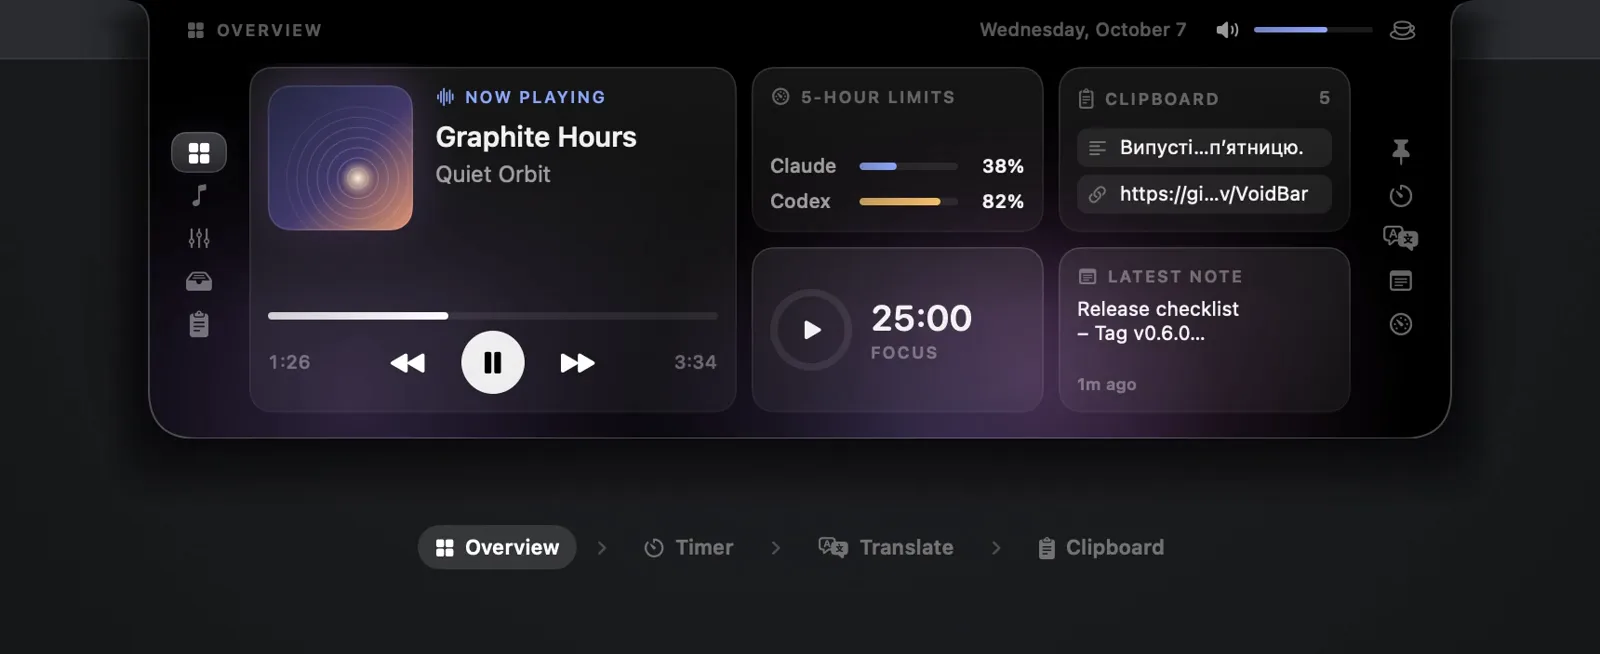 OVERVIEW
Wednesday, October 7
NOW PLAYING
Graphite Hours
Quiet Orbit
1:26
3:34
5-HOUR LIMITS
Claude 38%
Codex 82%
CLIPBOARD 5
Випусті...п’ятницю.
https://gi...v/VoidBar
25:00
FOCUS
LATEST NOTE
Release checklist
– Tag v0.6.0...
1m ago
Overview
Timer
Translate
Clipboard